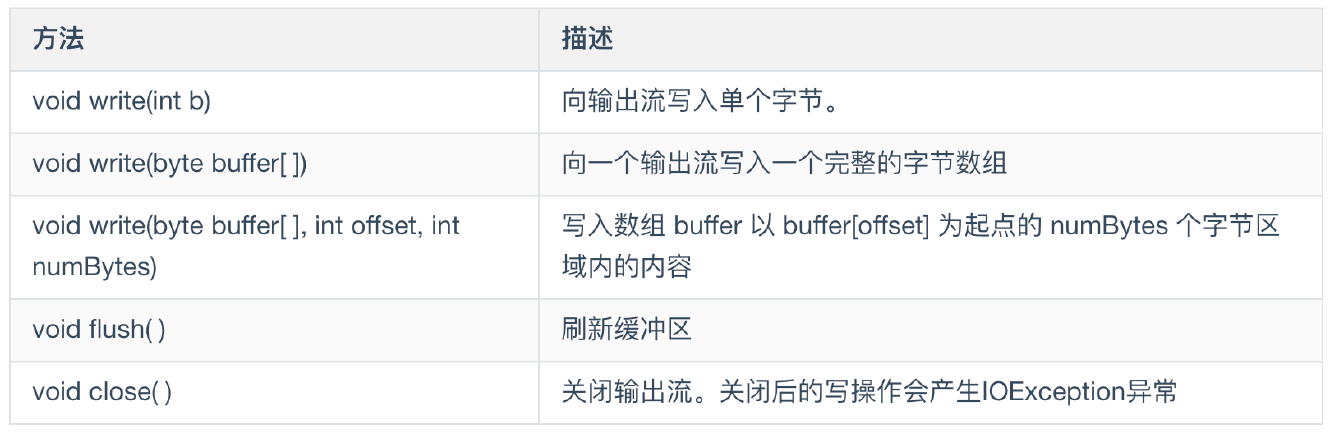 方法 描述
void write(int b) 向输出流写入单个字节。
void write(byte buffer[ ]) 向一个输出流写入一个完整的字节数组
void write(byte buffer[ ], int offset, int 写入数组 buffer 以 buffer[offset] 为起点的 numBytes 个字节区
numBytes) 域内的内容
void flush( ) 刷新缓冲区
void close( ) 关闭输出流。关闭后的写操作会产生IOException异常